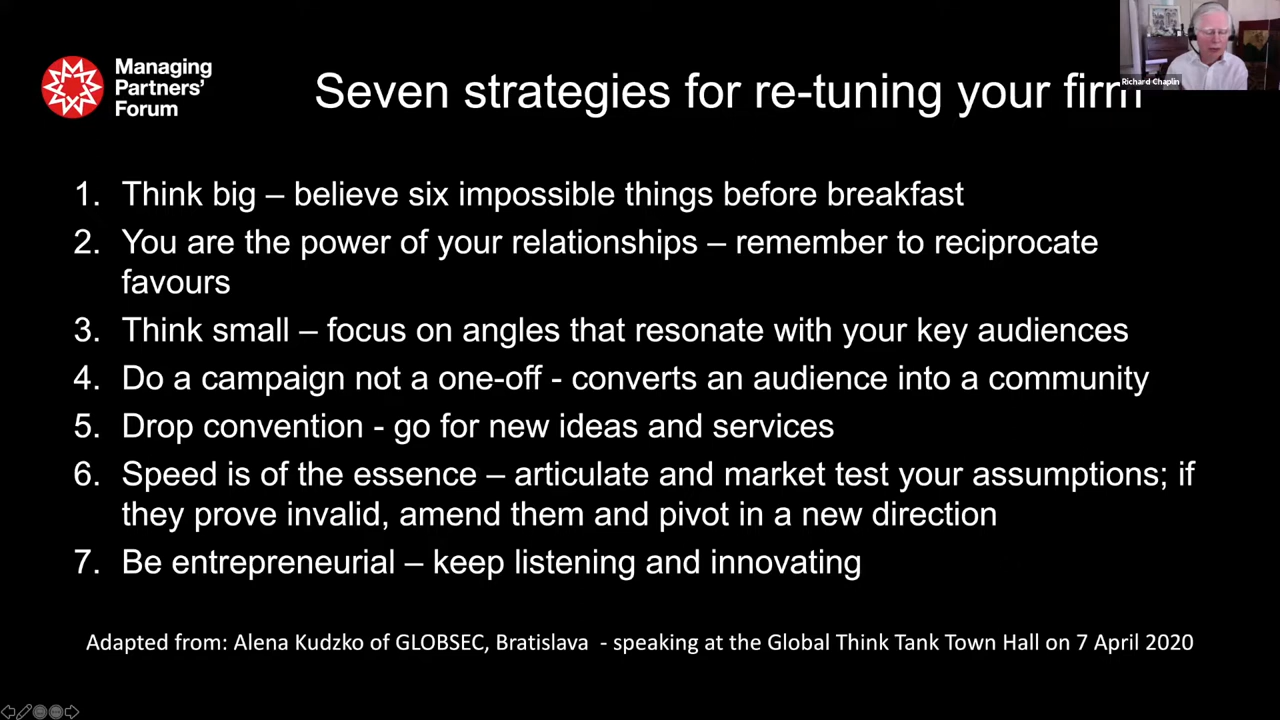 Managing
Partners'
Forum
Seven strategies for re-tuning your firm
Richard Chaplin
1. Think big – believe six impossible things before breakfast
2. You are the power of your relationships – remember to reciprocate
favours
3. Think small – focus on angles that resonate with your key audiences
4. Do a campaign not a one-off - converts an audience into a community
5. Drop convention - go for new ideas and services
6. Speed is of the essence – articulate and market test your assumptions; if
they prove invalid, amend them and pivot in a new direction
7. Be entrepreneurial – keep listening and innovating
Adapted from: Alena Kudzko of GLOBSEC, Bratislava - speaking at the Global Think Tank Town Hall on 7 April 2020